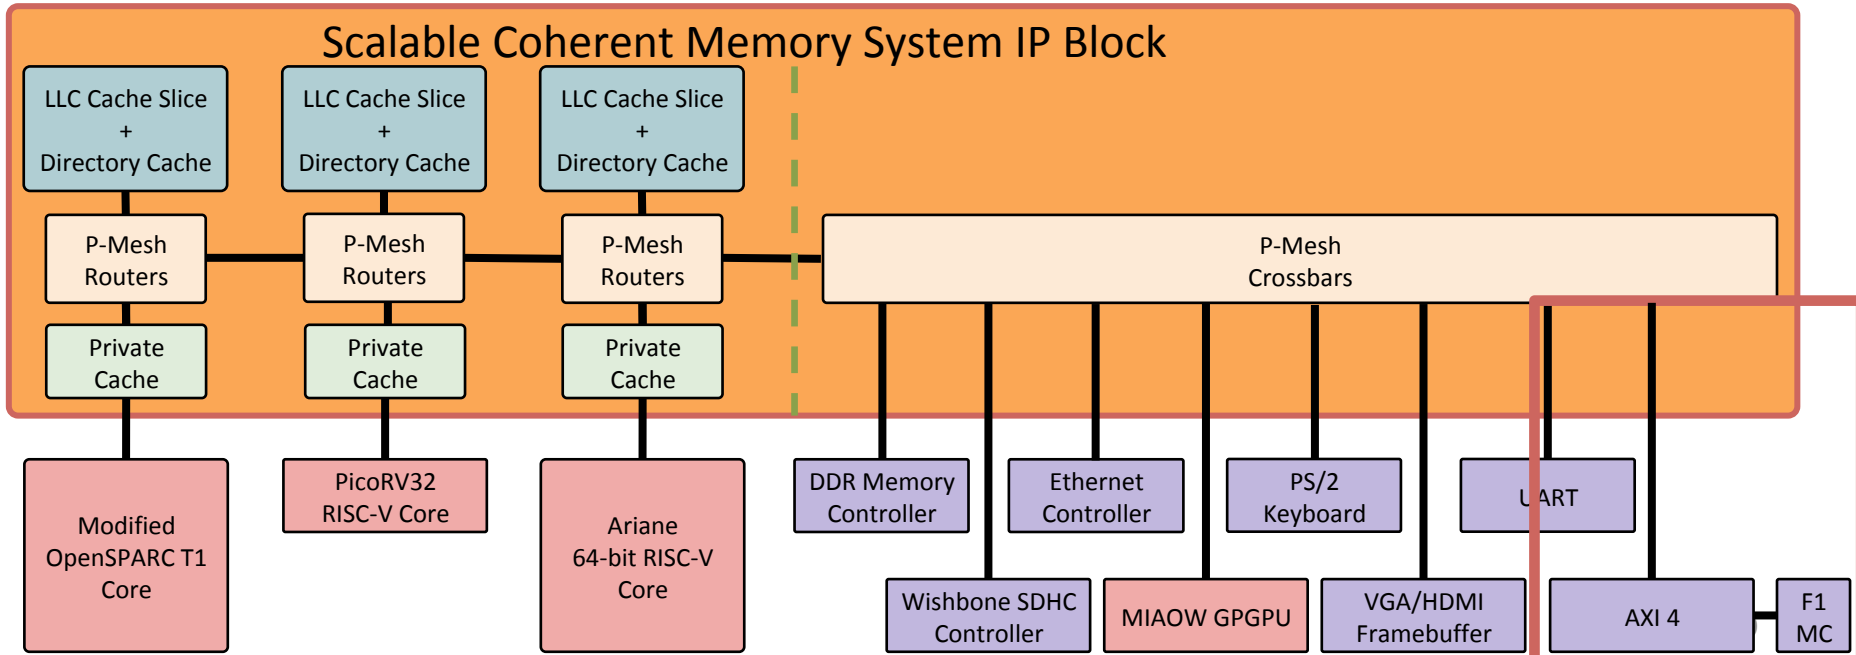 Scalable Coherent Memory System IP Block
LLC Cache Slice
+
Directory Cache
LLC Cache Slice
+
Directory Cache
LLC Cache Slice
+
Directory Cache
P-Mesh
Routers
P-Mesh
Routers
P-Mesh
Routers
P-Mesh
Crossbars
Private
Cache
Private
Cache
Private
Cache
Modified
OpenSPARC T1
Core
PicoRV32
RISC-V Core
Ariane
64-bit RISC-V
Core
DDR Memory
Controller
Ethernet
Controller
PS/2
Keyboard
UART
Wishbone SDHC
Controller
MIAOW GPGPU
VGA/HDMI
Framebuffer
AXI 4
F1
MC